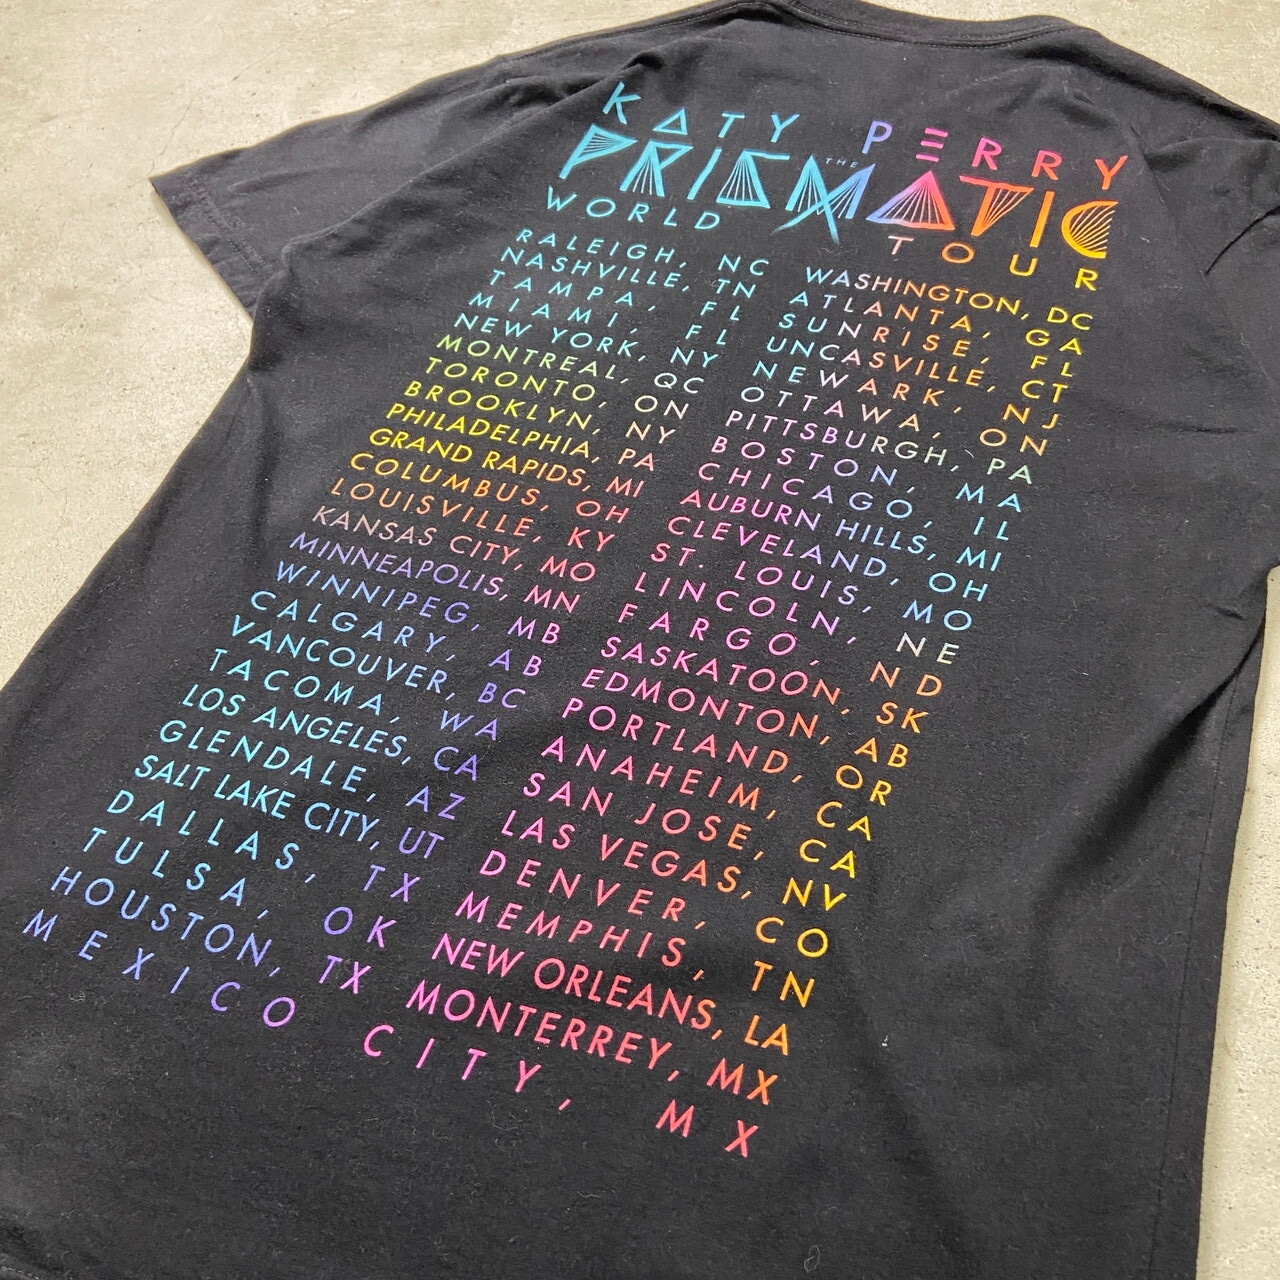 KATY PERRY
THE
PRISMATIC
WORLD TOUR
RALEIGH, NC WASHINGTON, DC
NASHVILLE, TN ATLANTA, GA
TAMPA, FL SUNRISE, FL
MIAMI, FL UNCASVILLE, CT
NEW YORK, NY NEWARK, NJ
MONTREAL, QC OTTAWA, ON
TORONTO, ON PITTSBURGH, PA
BROOKLYN, NY BOSTON, MA
PHILADELPHIA, PA CHICAGO, IL
GRAND RAPIDS, MI AUBURN HILLS, MI
COLUMBUS, OH CLEVELAND, OH
LOUISVILLE, KY ST. LOUIS, MO
KANSAS CITY, MO LINCOLN, NE
MINNEAPOLIS, MN FARGO, ND
WINNIPEG, MB SASKATOON, SK
CALGARY, AB EDMONTON, AB
VANCOUVER, BC PORTLAND, OR
TACOMA, WA ANAHEIM, CA
LOS ANGELES, CA SAN JOSE, CA
GLENDALE, AZ LAS VEGAS, NV
SALT LAKE CITY, UT DENVER, CO
DALLAS, TX MEMPHIS, TN
TULSA, OK NEW ORLEANS, LA
HOUSTON, TX MONTERREY, MX
MEXICO CITY, MX